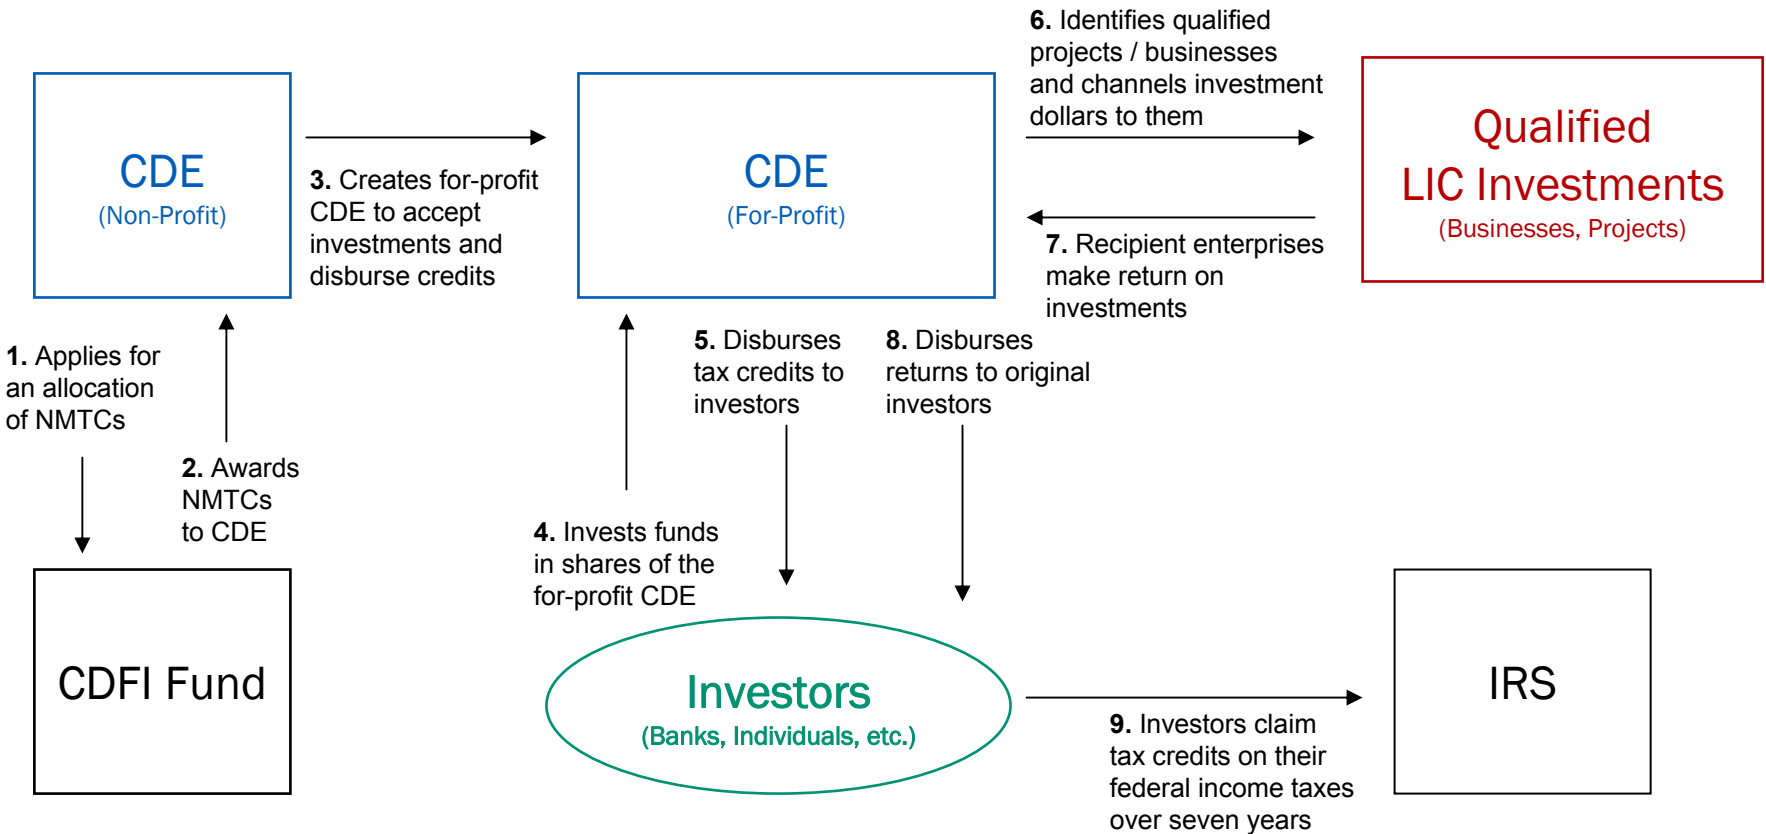 6. Identifies qualified
projects / businesses
and channels investment
dollars to them
CDE
(Non-Profit)
3. Creates for-profit
CDE to accept
investments and
disburse credits
CDE
(For-Profit)
Qualified
LIC Investments
(Businesses, Projects)
7. Recipient enterprises
make return on
investments
1. Applies for
an allocation
of NMTCs
2. Awards
NMTCs
to CDE
5. Disburses
tax credits to
investors
8. Disburses
returns to original
investors
4. Invests funds
in shares of the
for-profit CDE
CDFI Fund
Investors
(Banks, Individuals, etc.)
9. Investors claim
tax credits on their
federal income taxes
over seven years
IRS